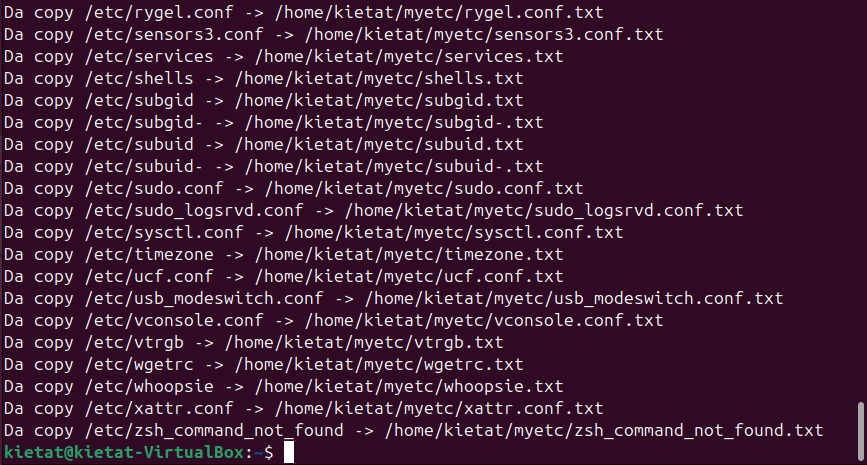 Da copy /etc/rygel.conf -> /home/kietat/myetc/rygel.conf.txt
Da copy /etc/sensors3.conf -> /home/kietat/myetc/sensors3.conf.txt
Da copy /etc/services -> /home/kietat/myetc/services.txt
Da copy /etc/shells -> /home/kietat/myetc/shells.txt
Da copy /etc/subgid -> /home/kietat/myetc/subgid.txt
Da copy /etc/subgid- -> /home/kietat/myetc/subgid-.txt
Da copy /etc/subuid -> /home/kietat/myetc/subuid.txt
Da copy /etc/subuid- -> /home/kietat/myetc/subuid-.txt
Da copy /etc/sudo.conf -> /home/kietat/myetc/sudo.conf.txt
Da copy /etc/sudo_logsrvd.conf -> /home/kietat/myetc/sudo_logsrvd.conf.txt
Da copy /etc/sysctl.conf -> /home/kietat/myetc/sysctl.conf.txt
Da copy /etc/timezone -> /home/kietat/myetc/timezone.txt
Da copy /etc/ucf.conf -> /home/kietat/myetc/ucf.conf.txt
Da copy /etc/usb_modeswitch.conf -> /home/kietat/myetc/usb_modeswitch.conf.txt
Da copy /etc/vconsole.conf -> /home/kietat/myetc/vconsole.conf.txt
Da copy /etc/vtrgb -> /home/kietat/myetc/vtrgb.txt
Da copy /etc/wgetrc -> /home/kietat/myetc/wgetrc.txt
Da copy /etc/whoopsie -> /home/kietat/myetc/whoopsie.txt
Da copy /etc/xattr.conf -> /home/kietat/myetc/xattr.conf.txt
Da copy /etc/zsh_command_not_found -> /home/kietat/myetc/zsh_command_not_found.txt
kietat@kietat-VirtualBox:~$